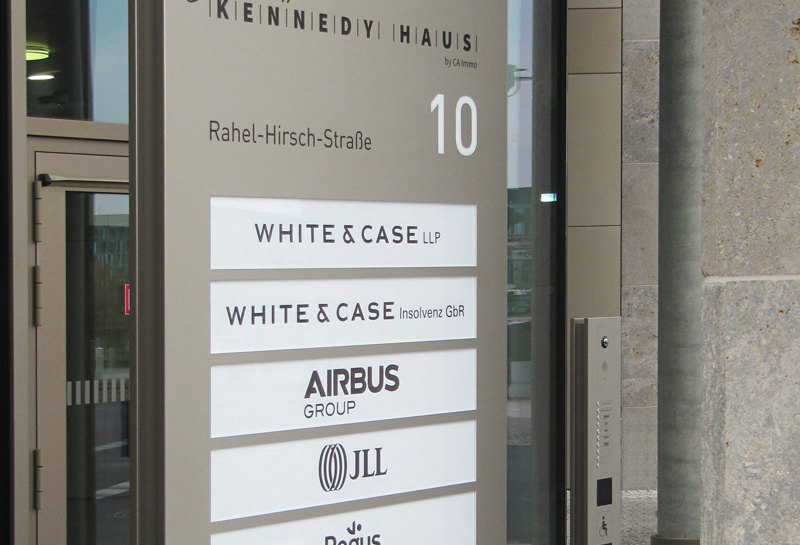 KENNEDY HAUS
by CA Immo
Rahel-Hirsch-Straße
10
WHITE & CASE LLP
WHITE & CASE Insolvenz GbR
AIRBUS
GROUP
JLL
Regus